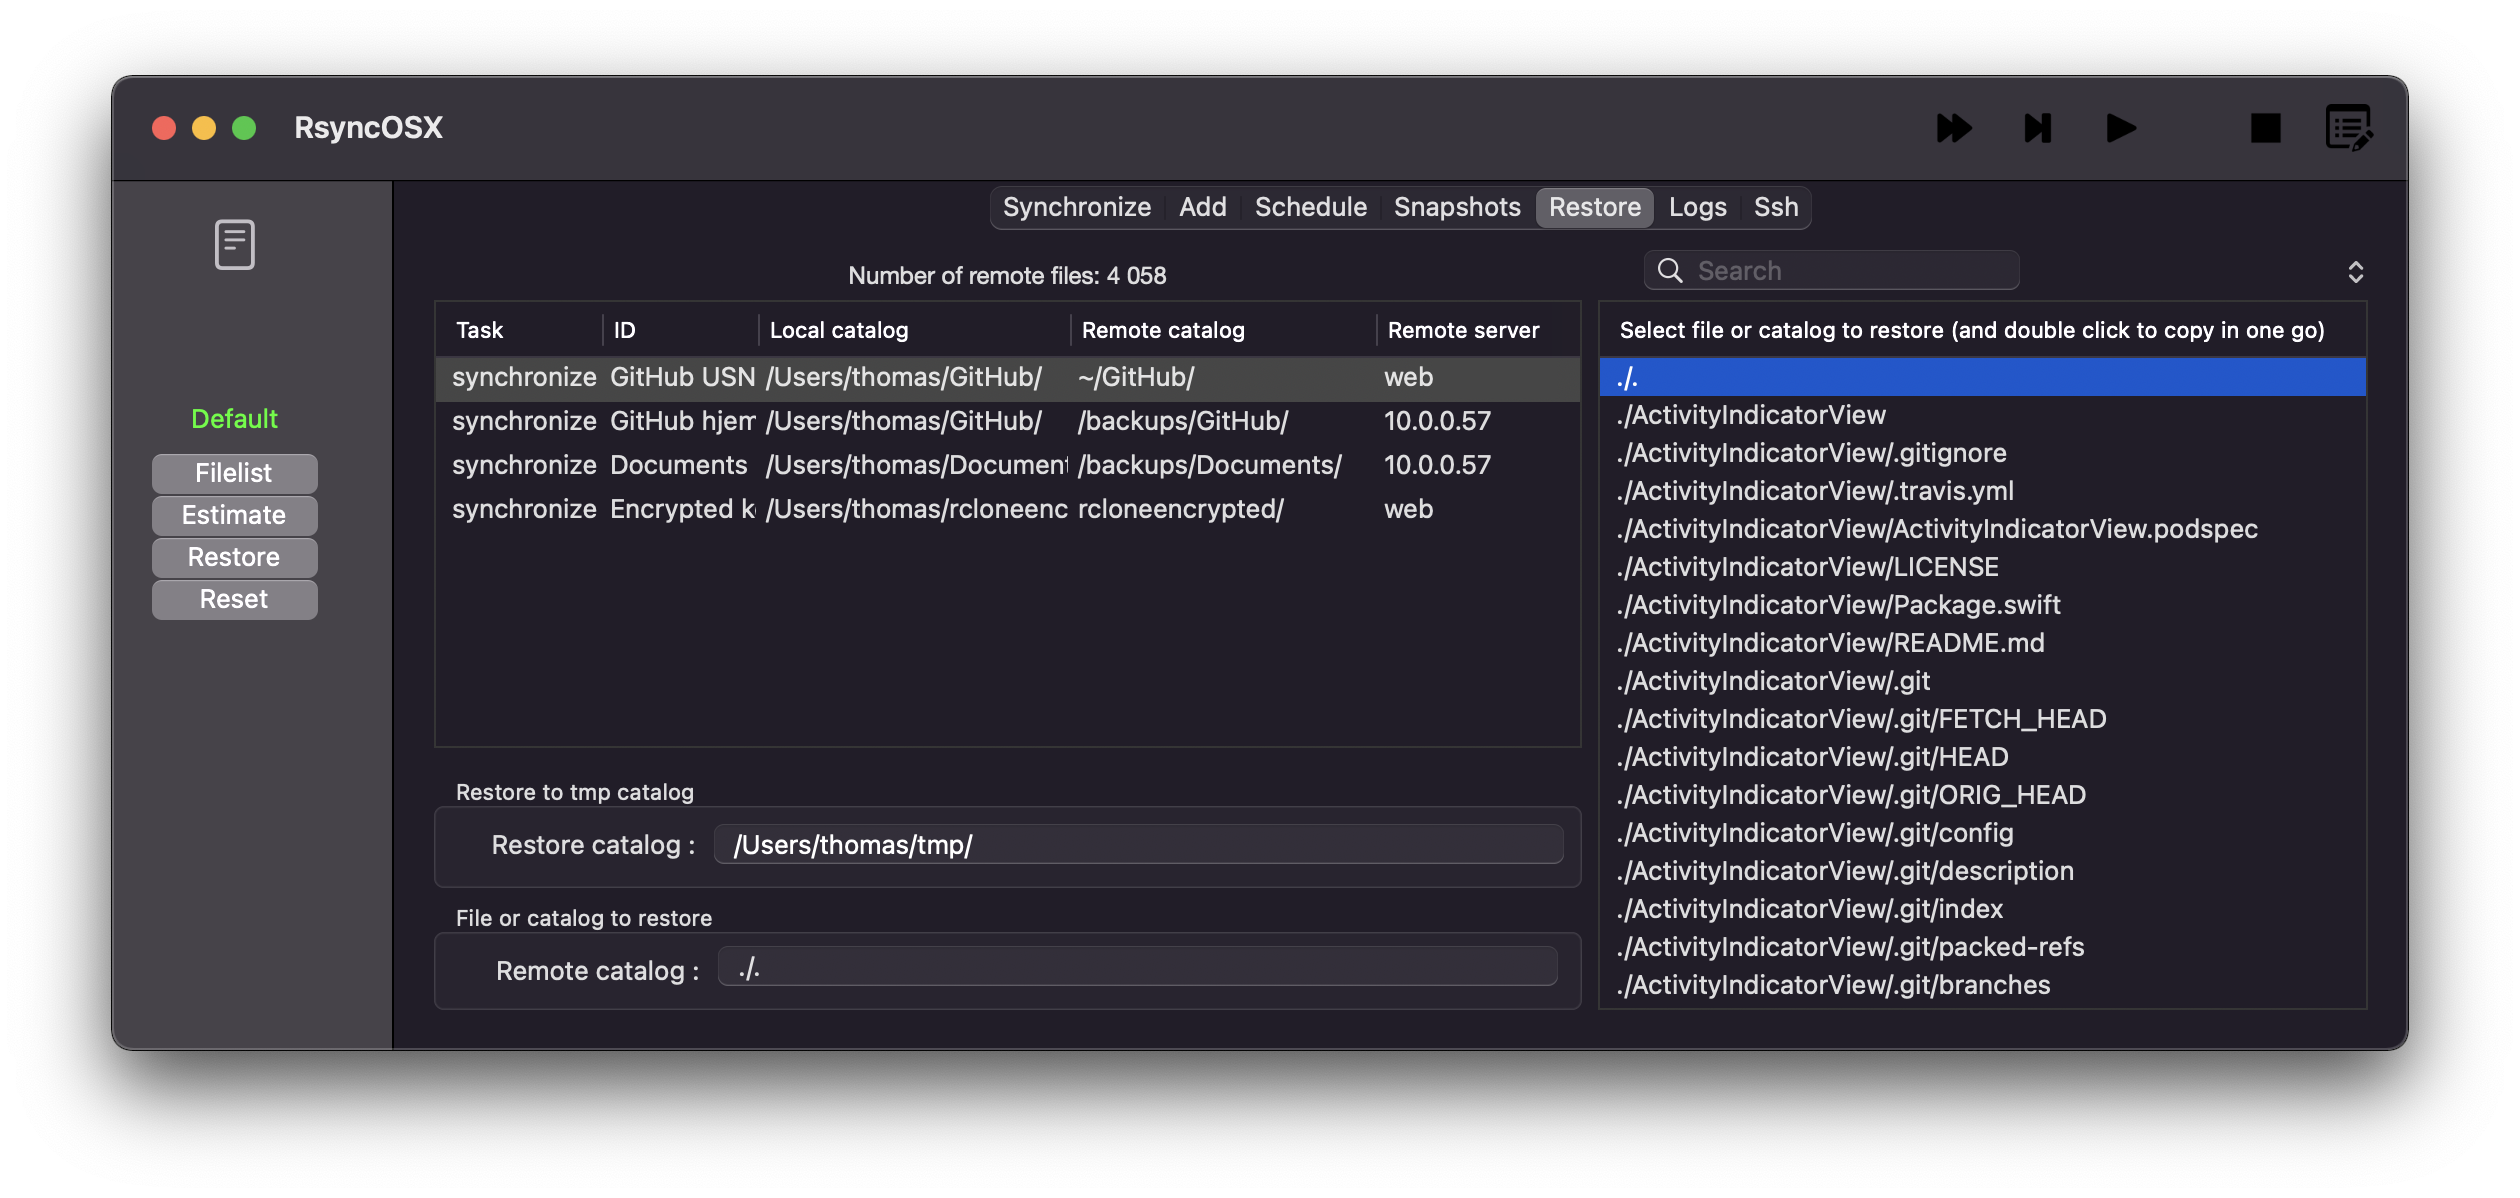 RsyncOSX
Synchronize Add Schedule Snapshots Restore Logs Ssh
Number of remote files: 4 058
Search
Default
Filelist
Estimate
Restore
Reset
Task ID Local catalog Remote catalog Remote server
synchronize GitHub USN /Users/thomas/GitHub/ ~/GitHub/ web
synchronize GitHub hjem /Users/thomas/GitHub/ /backups/GitHub/ 10.0.0.57
synchronize Documents /Users/thomas/Document /backups/Documents/ 10.0.0.57
synchronize Encrypted k /Users/thomas/rcloneenc rcloneencrypted/ web
Restore to tmp catalog
Restore catalog : /Users/thomas/tmp/
File or catalog to restore
Remote catalog : ./.
Select file or catalog to restore (and double click to copy in one go)
./.
./ActivityIndicatorView
./ActivityIndicatorView/.gitignore
./ActivityIndicatorView/.travis.yml
./ActivityIndicatorView/ActivityIndicatorView.podspec
./ActivityIndicatorView/LICENSE
./ActivityIndicatorView/Package.swift
./ActivityIndicatorView/README.md
./ActivityIndicatorView/.git
./ActivityIndicatorView/.git/FETCH_HEAD
./ActivityIndicatorView/.git/HEAD
./ActivityIndicatorView/.git/ORIG_HEAD
./ActivityIndicatorView/.git/config
./ActivityIndicatorView/.git/description
./ActivityIndicatorView/.git/index
./ActivityIndicatorView/.git/packed-refs
./ActivityIndicatorView/.git/branches